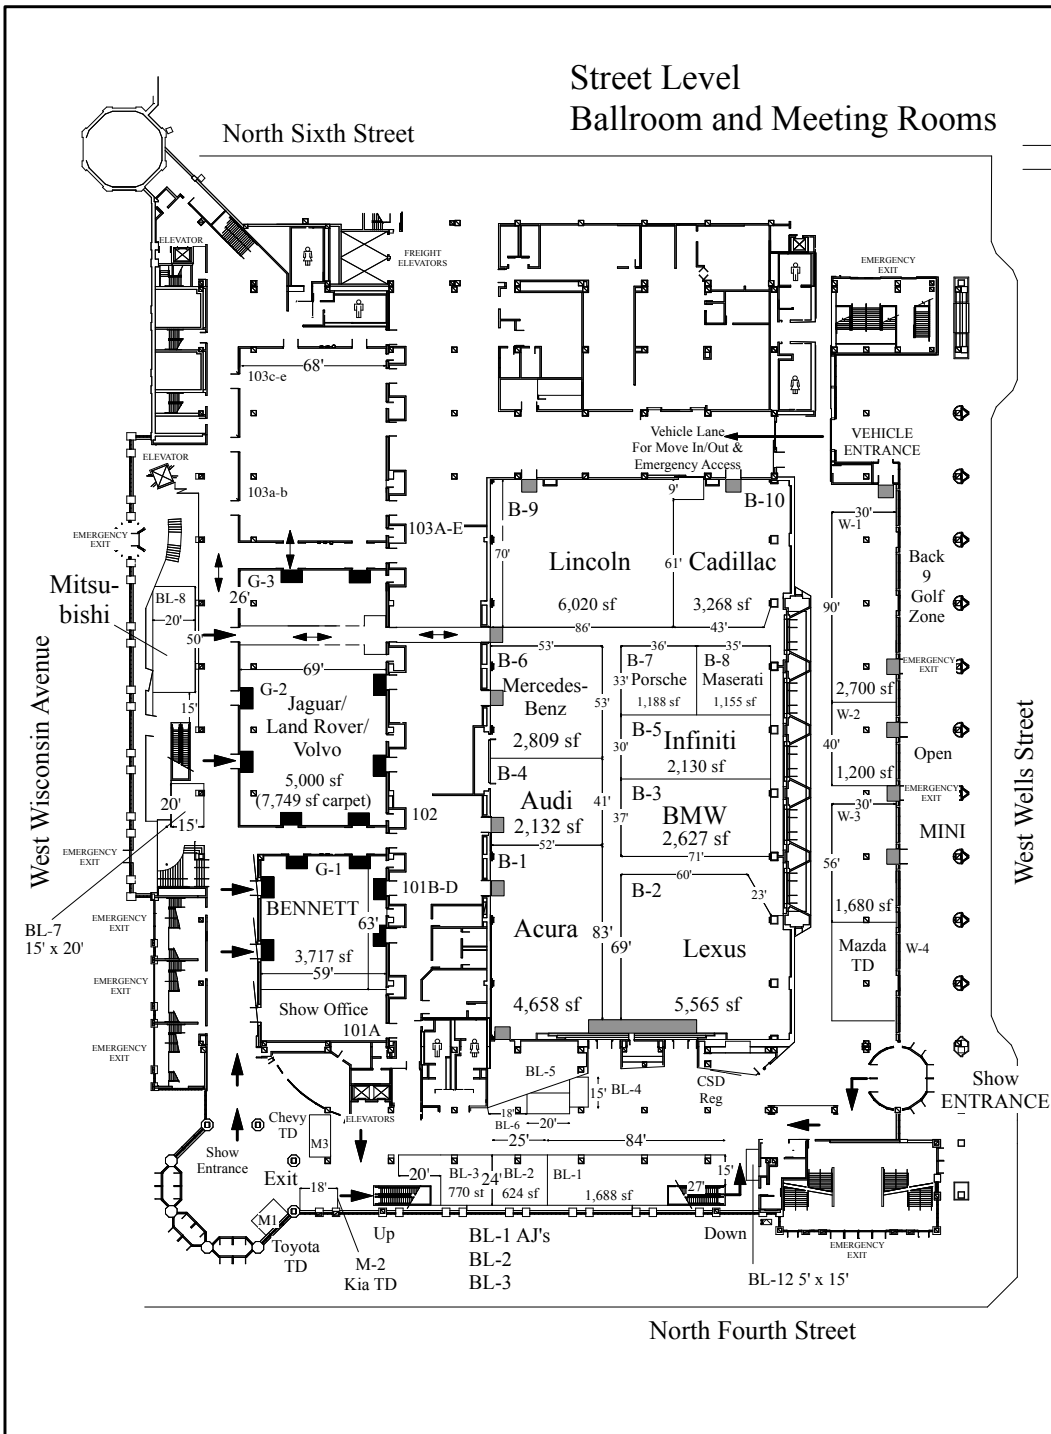 Street Level
Ballroom and Meeting Rooms
North Sixth Street
ELEVATOR
FREIGHT
ELEVATORS
EMERGENCY
EXIT
68'
103c-e
Vehicle Lane
For Move In/Out &
Emergency Access
VEHICLE
ENTRANCE
ELEVATOR
103a-b
103A-E
EMERGENCY
EXIT
B-9
9'
B-10
30'
W-1
70'
Lincoln
61'
Cadillac
6,020 sf
3,268 sf
86'
43'
90'
Back
9
Golf
Zone
Mitsu-
bishi
BL-8
20'
50'
G-3
26'
West Wisconsin Avenue
69'
G-2
Jaguar/
Land Rover/
Volvo
5,000 sf
(7,749 sf carpet)
15'
102
53'
B-6
Mercedes-
Benz
53'
2,809 sf
36'
B-7
Porsche
33'
1,188 sf
35'
B-8
Maserati
1,155 sf
EMERGENCY
EXIT
2,700 sf
W-2
B-5
30'
Infiniti
2,130 sf
40'
Open
1,200 sf
B-4
Audi
2,132 sf
41'
52'
B-3
37'
BMW
2,627 sf
71'
EMERGENCY
EXIT
30'
W-3
MINI
56'
1,680 sf
West Wells Street
20'
15'
EMERGENCY
EXIT
BL-7
15' x 20'
G-1
101B-D
BENNETT
63'
3,717 sf
59'
Show Office
101A
B-1
Acura
83'
4,658 sf
60'
B-2
23'
69'
Lexus
5,565 sf
Mazda
TD
W-4
EMERGENCY
EXIT
EMERGENCY
EXIT
EMERGENCY
EXIT
BL-5
15'
BL-4
CSD
Reg
Show
ENTRANCE
18'
BL-6
20'
ELEVATORS
Chevy
TD
M3
Show
Entrance
Exit
25'
84'
20'
BL-3
24'
BL-2
BL-1
15'
770 st
624 sf
1,688 sf
27'
18'
M1
Toyota
TD
Up
M-2
Kia TD
BL-1 AJ's
BL-2
BL-3
Down
BL-12 5' x 15'
EMERGENCY
EXIT
North Fourth Street